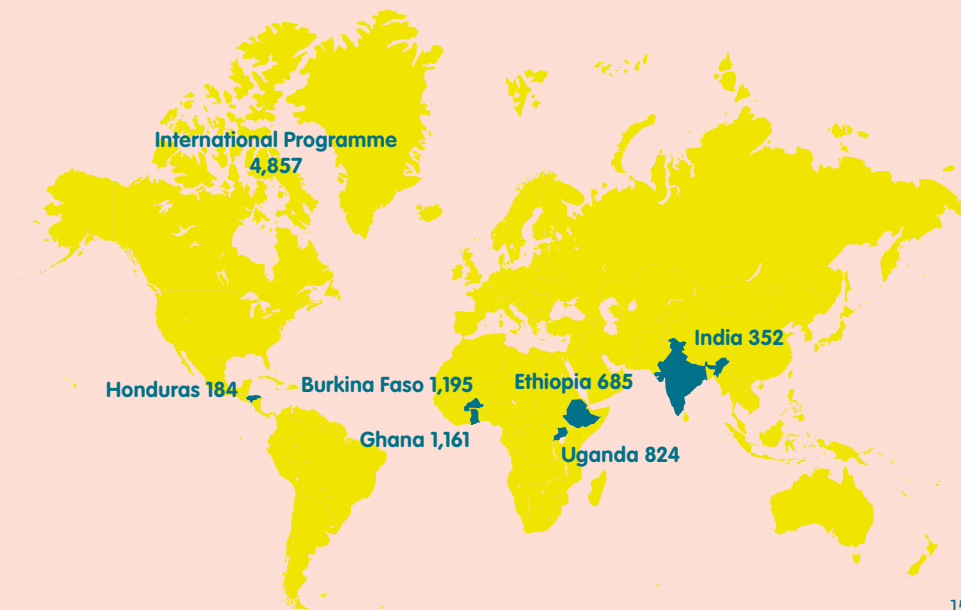 International Programme
4,857
India 352
Honduras 184
Burkina Faso 1,195
Ethiopia 685
Ghana 1,161
Uganda 824